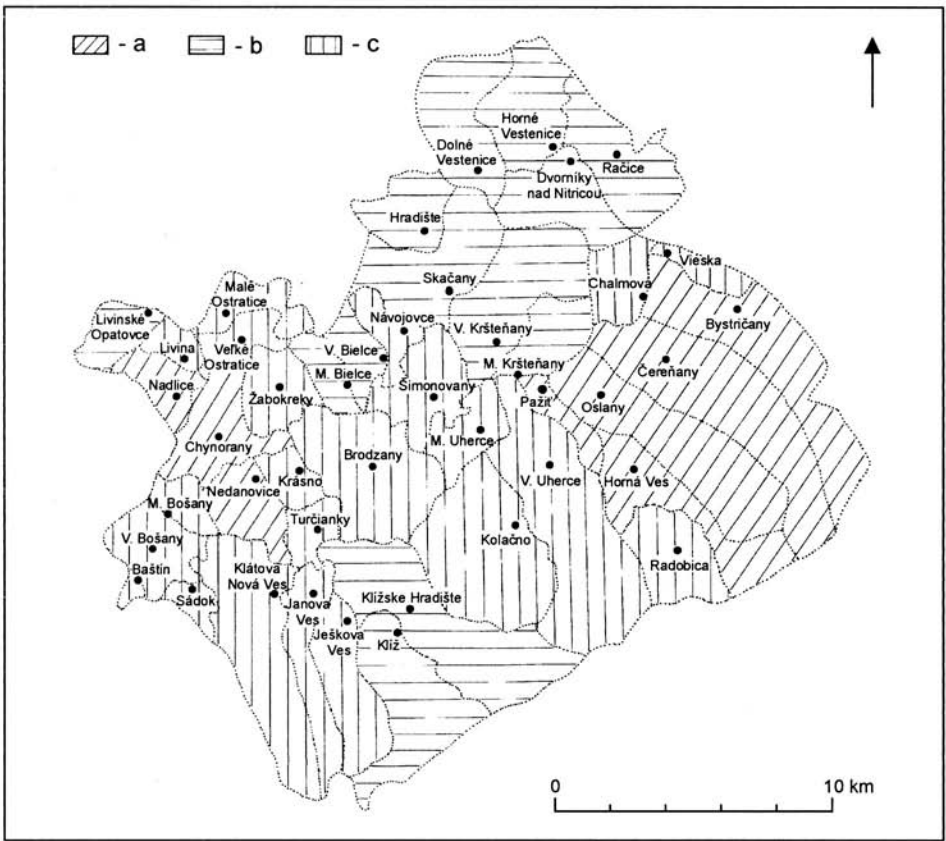 - a
- b
- c
Horné
Vestenice
Dolné
Vestenice
Račice
Dvorníky
nad Nitricou
Hradište
Vieska
Skačany
Chalmová
Malé
Ostratice
Bystričany
Livinské
Opatovce
Návojovce
V. Kršteňany
Livina
Veľké
Ostratice
V. Bielce
M. Kršteňany
Čereňany
M. Bielce
Nadlice
Žabokreky
Šimonovany
Pažiť
Oslany
Chynorany
M. Uherce
Brodzany
Krásno
V. Uherce
Horná Ves
Nedanovice
M. Bošany
Turčianky
Kolačno
V. Bošany
Radobica
Baštín
Klátova
Nová Ves
Sádok
Janova
Ves
Klížske Hradište
Ješkova
Ves
Klíž
0
10 km